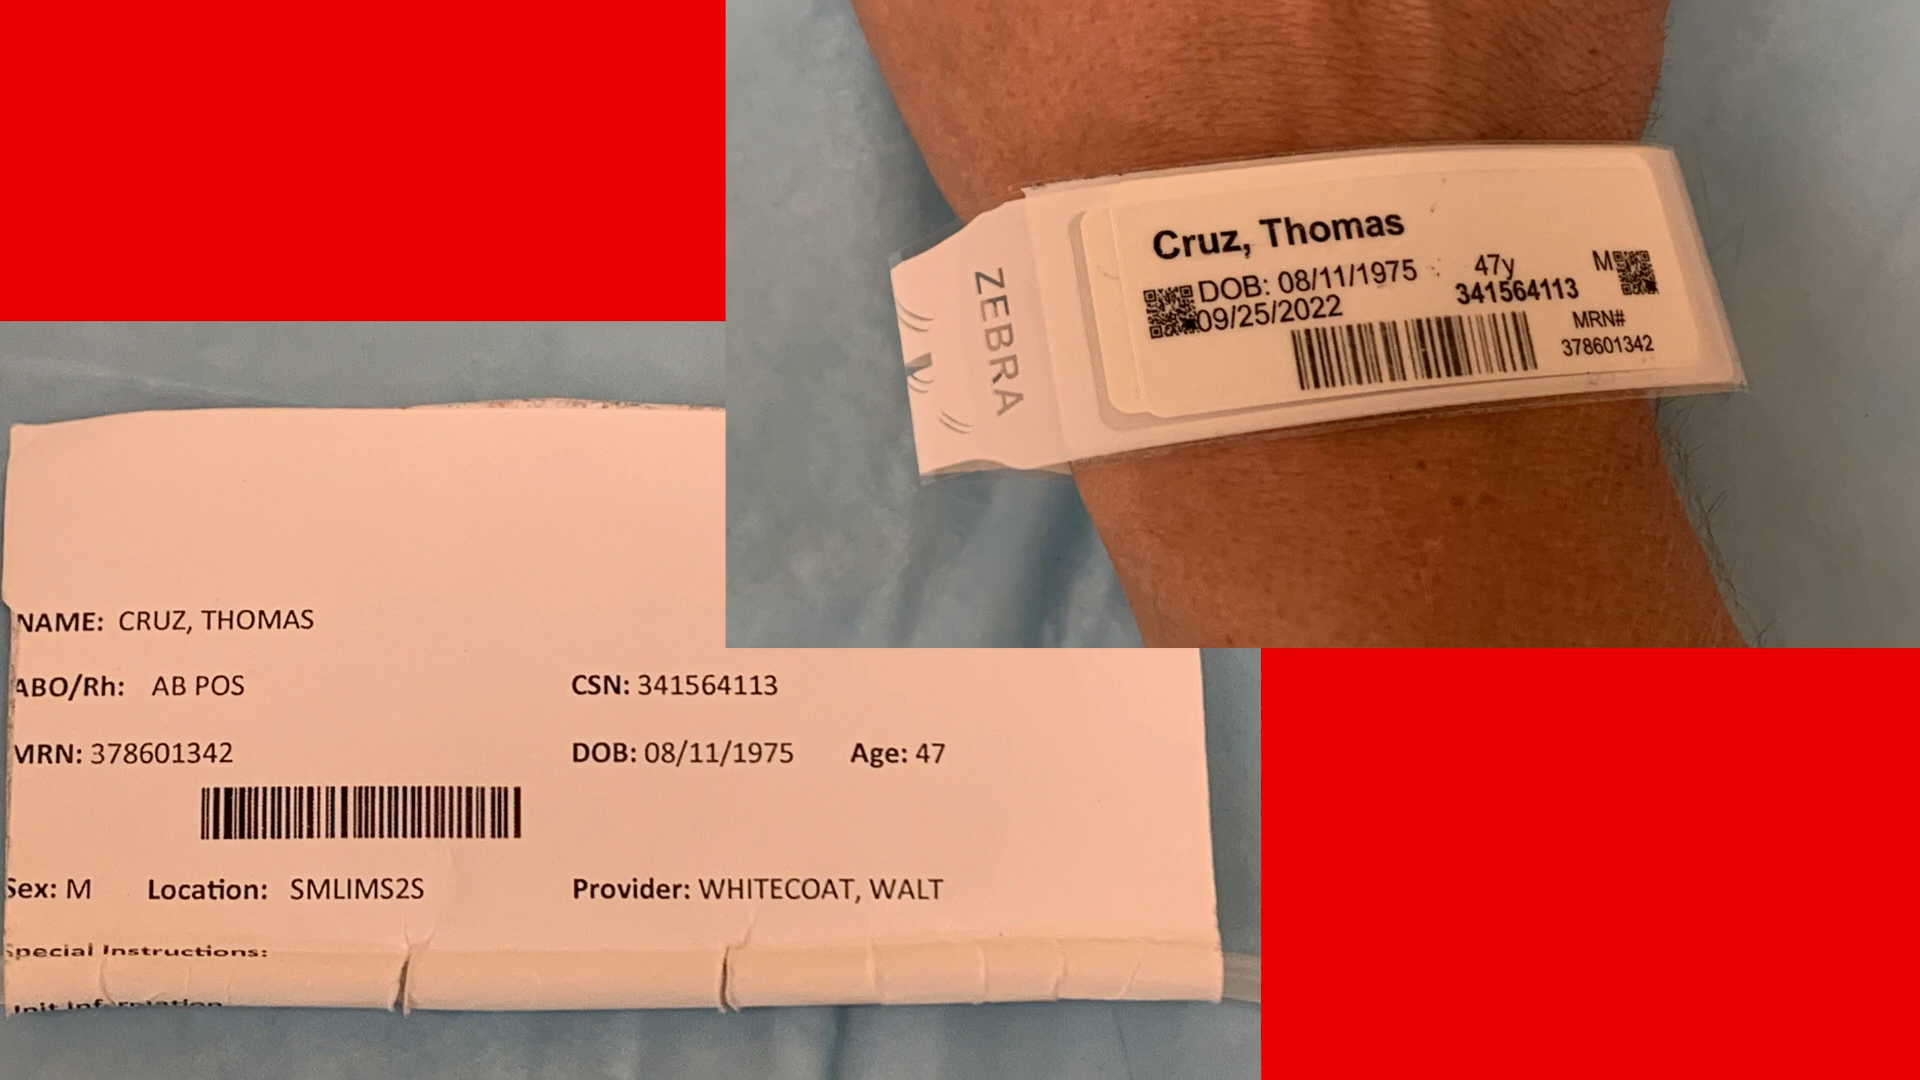 ZEBRA
Cruz, Thomas
DOB: 08/11/1975 47y M
09/25/2022 341564113
MRN#
378601342
NAME: CRUZ, THOMAS
ABO/Rh: AB POS CSN: 341564113
MRN: 378601342 DOB: 08/11/1975 Age: 47
Sex: M Location: SMLIMS2S Provider: WHITECOAT, WALT
Special Instructions:
Unit Information